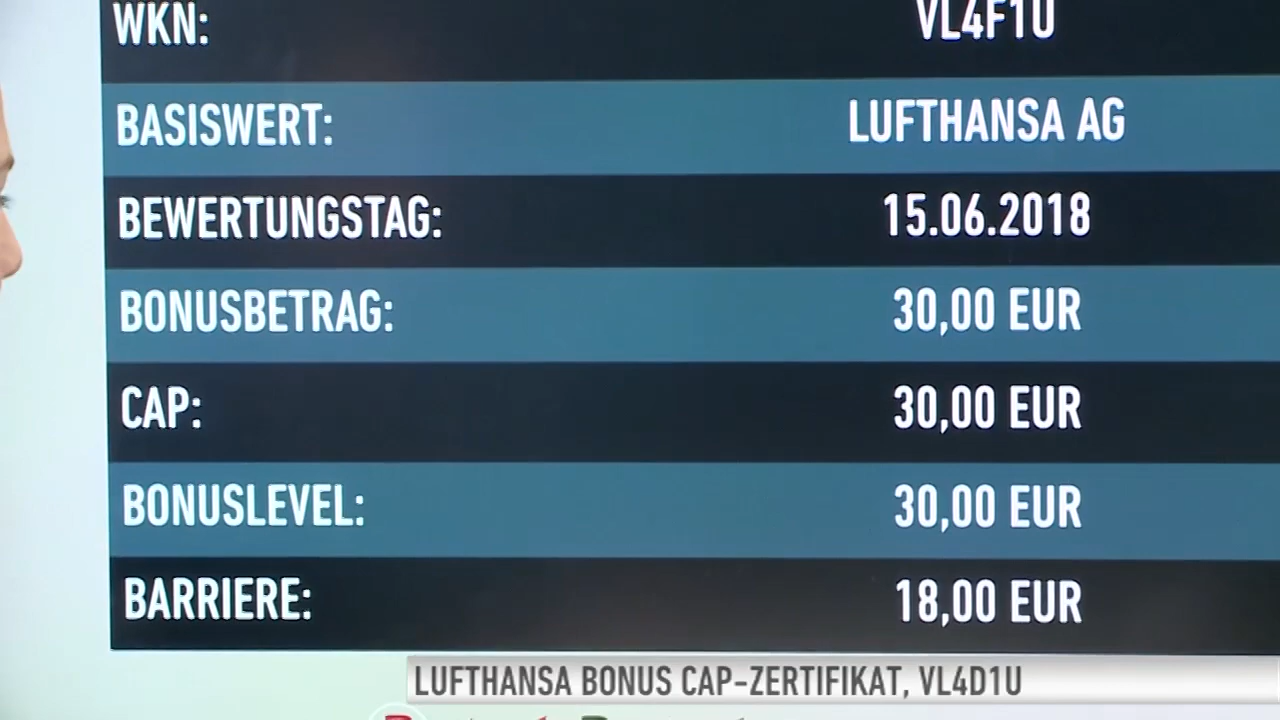 WKN: VL4F1U
BASISWERT: LUFTHANSA AG
BEWERTUNGSTAG: 15.06.2018
BONUSBETRAG: 30,00 EUR
CAP: 30,00 EUR
BONUSLEVEL: 30,00 EUR
BARRIERE: 18,00 EUR
LUFTHANSA BONUS CAP-ZERTIFIKAT, VL4D1U